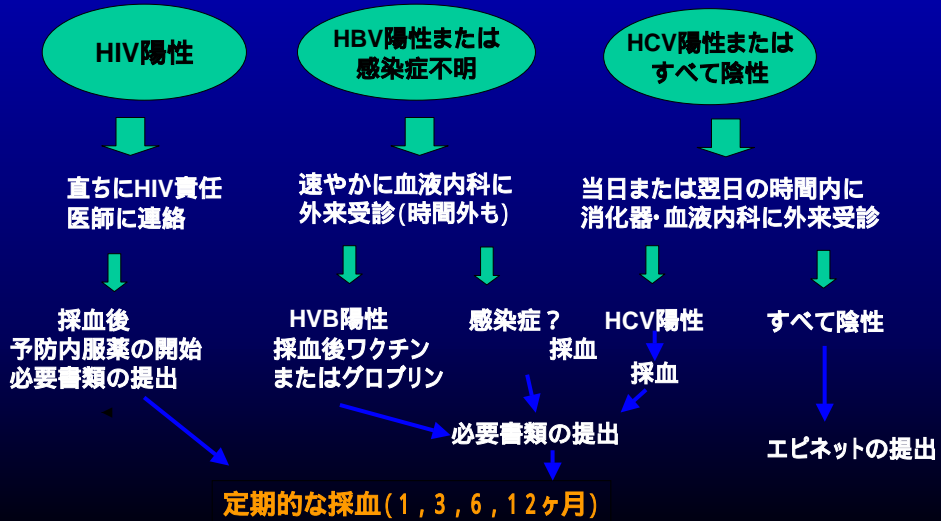 HIV陽性
HBV陽性または
感染症不明
HCV陽性または
すべて陰性
直ちにHIV責任
医師に連絡
速やかに血液内科に
外来受診(時間外も)
当日または翌日の時間内に
消化器・血液内科に外来受診
採血後
予防内服薬の開始
必要書類の提出
HVB陽性
採血後ワクチン
またはグロブリン
感染症？
採血
HCV陽性
採血
すべて陰性
必要書類の提出
エピネットの提出
定期的な採血(1,3,6,12ヶ月)